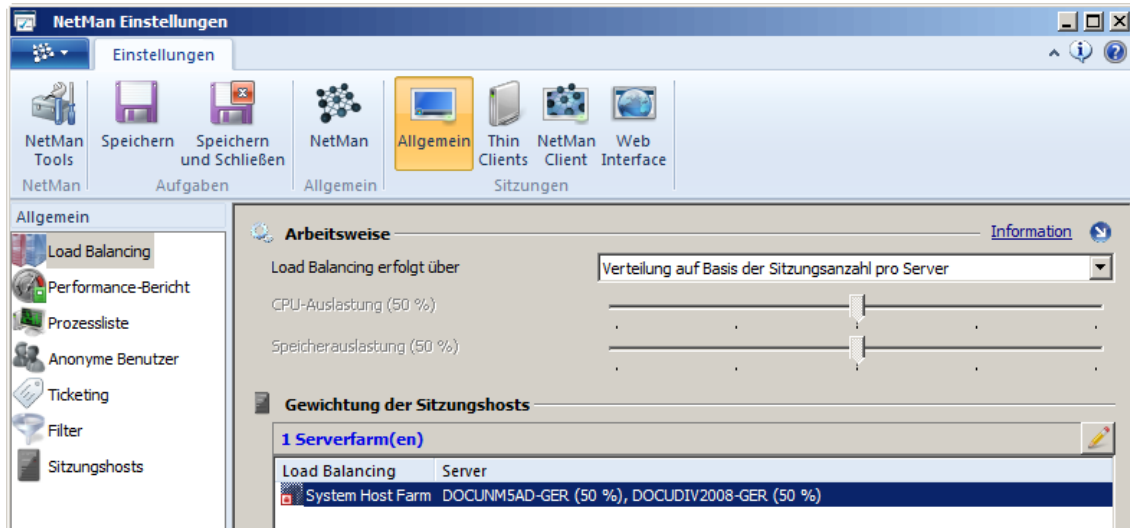 NetMan Einstellungen
Einstellungen
NetMan Tools
Speichern
Speichern und Schließen
NetMan
Allgemein
Thin Clients
NetMan Client
Web Interface
NetMan
Aufgaben
Allgemein
Sitzungen
Allgemein
Load Balancing
Performance-Bericht
Prozessliste
Anonyme Benutzer
Ticketing
Filter
Sitzungshosts
Arbeitsweise
Information
Load Balancing erfolgt über
Verteilung auf Basis der Sitzungsanzahl pro Server
CPU-Auslastung (50 %)
Speicherauslastung (50 %)
Gewichtung der Sitzungshosts
1 Serverfarm(en)
Load Balancing Server
System Host Farm DOCUNM5AD-GER (50 %), DOCUDIV2008-GER (50 %)